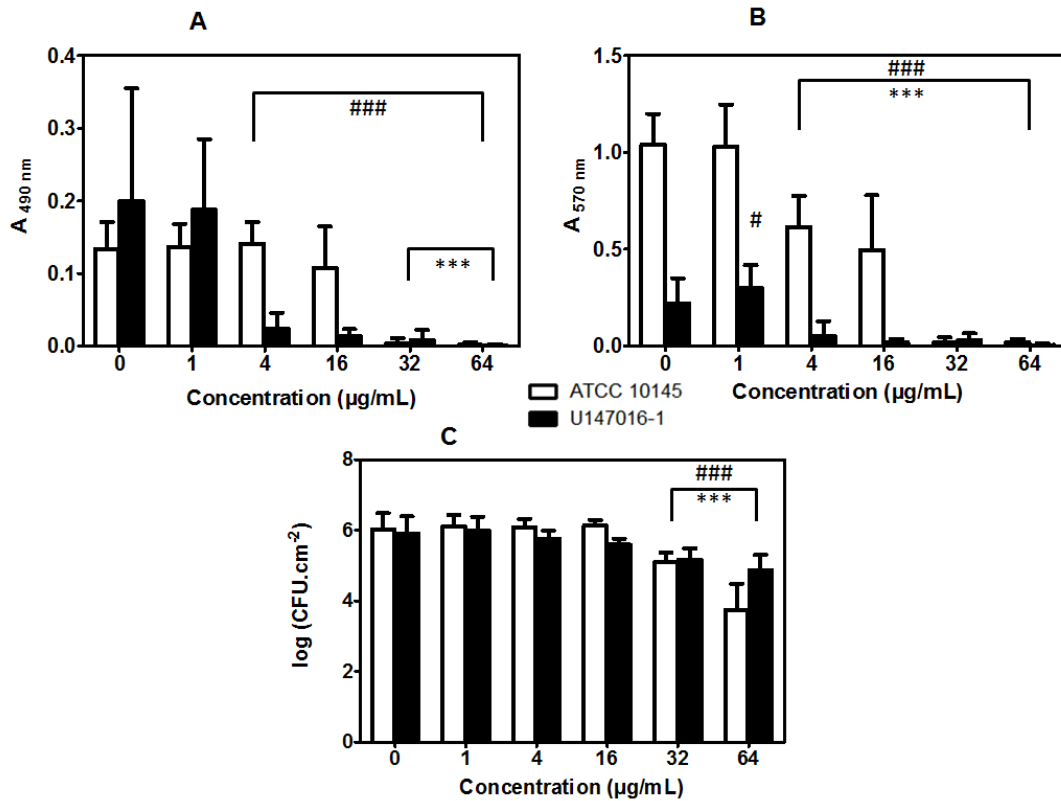 A
A 490 nm
0.4
0.3
0.2
0.1
0.0
###
***
0 1 4 16 32 64
Concentration (µg/mL)
B
A 570 nm
1.5
1.0
0.5
0.0
###
***
#
0 1 4 16 32 64
Concentration (µg/mL)
ATCC 10145
U147016-1
C
log (CFU.cm-2)
8
6
4
2
0
###
***
0 1 4 16 32 64
Concentration (µg/mL)